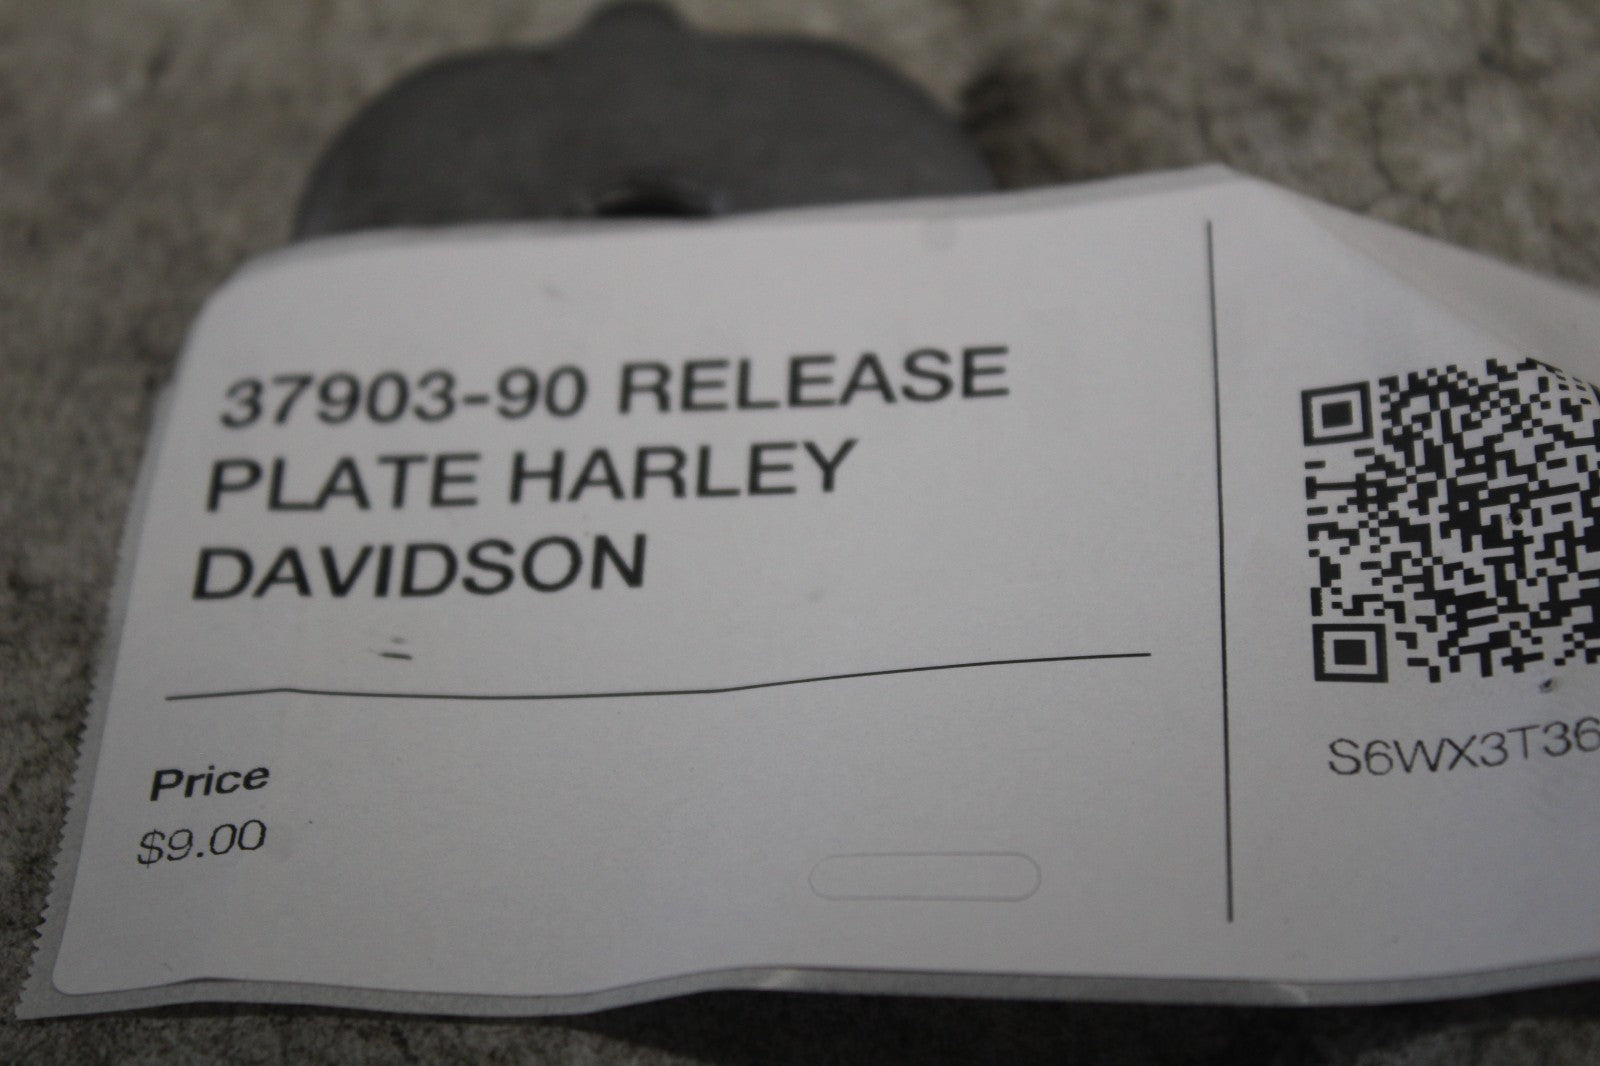 37903-90 RELEASE
PLATE HARLEY
DAVIDSON
Price
$9.00
S6WX3T36